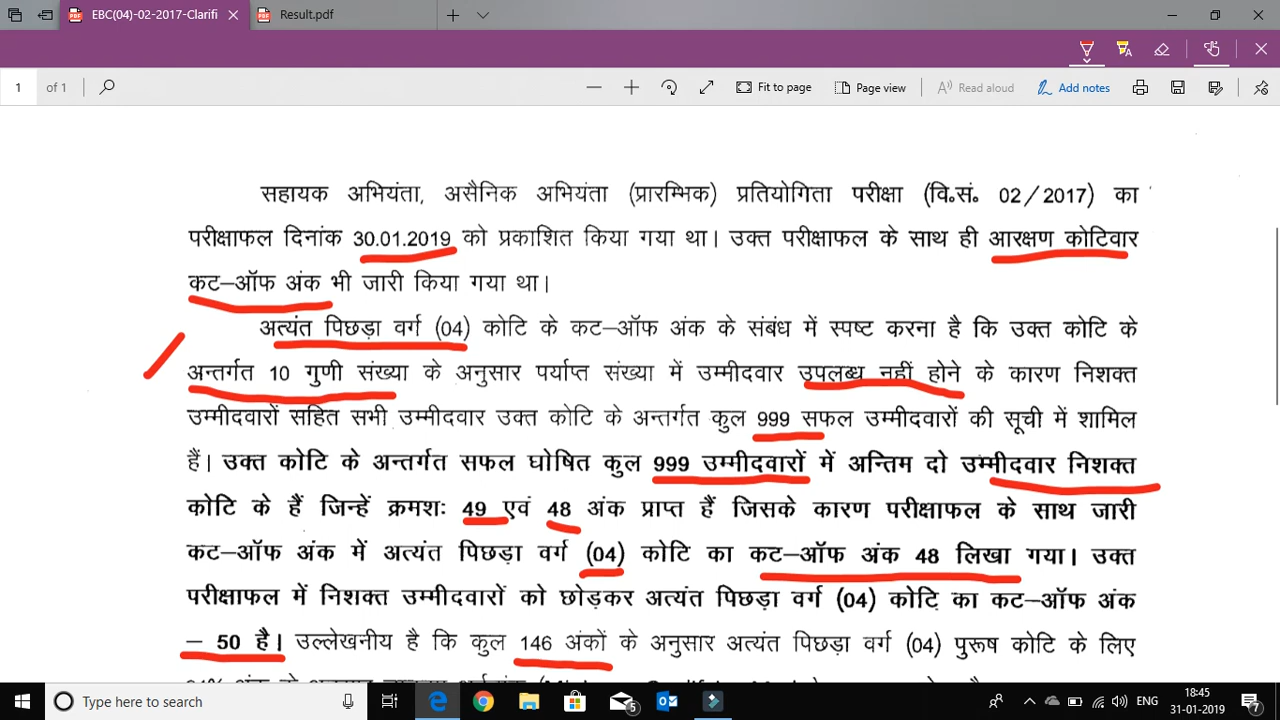 EBC(04)-02-2017-Clarifi
Result.pdf
1 of 1
Fit to page
Page view
Read aloud
Add notes
सहायक अभियंता, असैनिक अभियंता (प्रारम्भिक) प्रतियोगिता परीक्षा (वि.सं. 02/2017) का
परीक्षाफल दिनांक 30.01.2019 को प्रकाशित किया गया था। उक्त परीक्षाफल के साथ ही आरक्षण कोटिवार
कट–ऑफ अंक भी जारी किया गया था।
अत्यंत पिछड़ा वर्ग (04) कोटि के कट–ऑफ अंक के संबंध में स्पष्ट करना है कि उक्त कोटि के
अन्तर्गत 10 गुणी संख्या के अनुसार पर्याप्त संख्या में उम्मीदवार उपलब्ध नहीं होने के कारण निशक्त
उम्मीदवारों सहित सभी उम्मीदवार उक्त कोटि के अन्तर्गत कुल 999 सफल उम्मीदवारों की सूची में शामिल
हैं। उक्त कोटि के अन्तर्गत सफल घोषित कुल 999 उम्मीदवारों में अन्तिम दो उम्मीदवार निशक्त
कोटि के हैं जिन्हें क्रमशः 49 एवं 48 अंक प्राप्त हैं जिसके कारण परीक्षाफल के साथ जारी
कट–ऑफ अंक में अत्यंत पिछड़ा वर्ग (04) कोटि का कट–ऑफ अंक 48 लिखा गया। उक्त
परीक्षाफल में निशक्त उम्मीदवारों को छोड़कर अत्यंत पिछड़ा वर्ग (04) कोटि का कट–ऑफ अंक
– 50 है। उल्लेखनीय है कि कुल 146 अंकों के अनुसार अत्यंत पिछड़ा वर्ग (04) पुरूष कोटि के लिए
Type here to search
5
ENG
18:45
31-01-2019
7